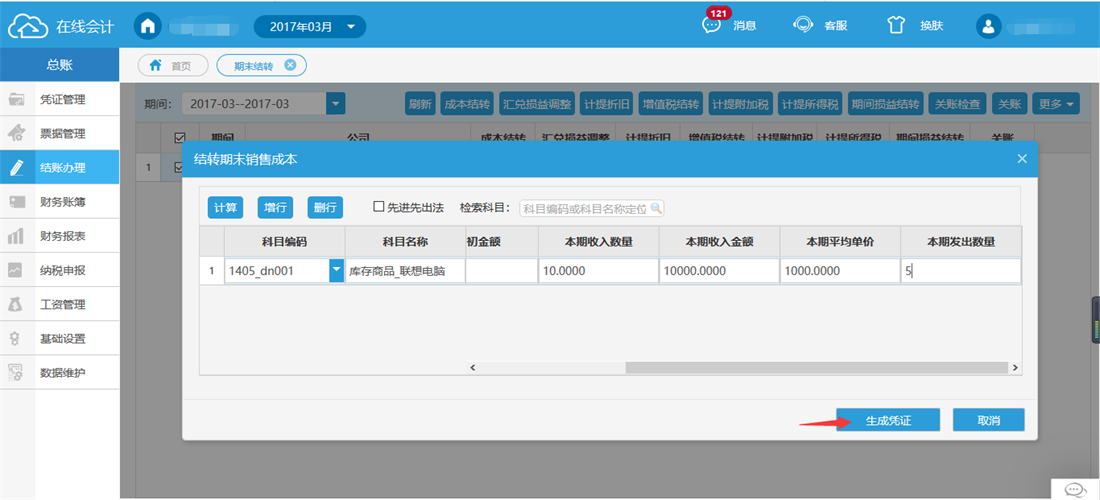 在线会计
2017年03月
121
消息
客服
换肤
总账
首页
期末结转
凭证管理
票据管理
结账办理
财务账簿
财务报表
纳税申报
工资管理
基础设置
数据维护
期间：
2017-03--2017-03
刷新
成本结转
汇兑损益调整
计提折旧
增值税结转
计提附加税
计提所得税
期间损益结转
关账检查
关账
更多
期间
公司
成本结转
汇兑损益调整
计提折旧
增值税结转
计提附加税
计提所得税
期间损益结转
关账
1
结转期末销售成本
计算
增行
删行
先进先出法
检索科目：
科目编码或科目名称定位
科目编码
科目名称
初金额
本期收入数量
本期收入金额
本期平均单价
本期发出数量
1
1405_dn001
库存商品_联想电脑
10.0000
10000.0000
1000.0000
5
生成凭证
取消